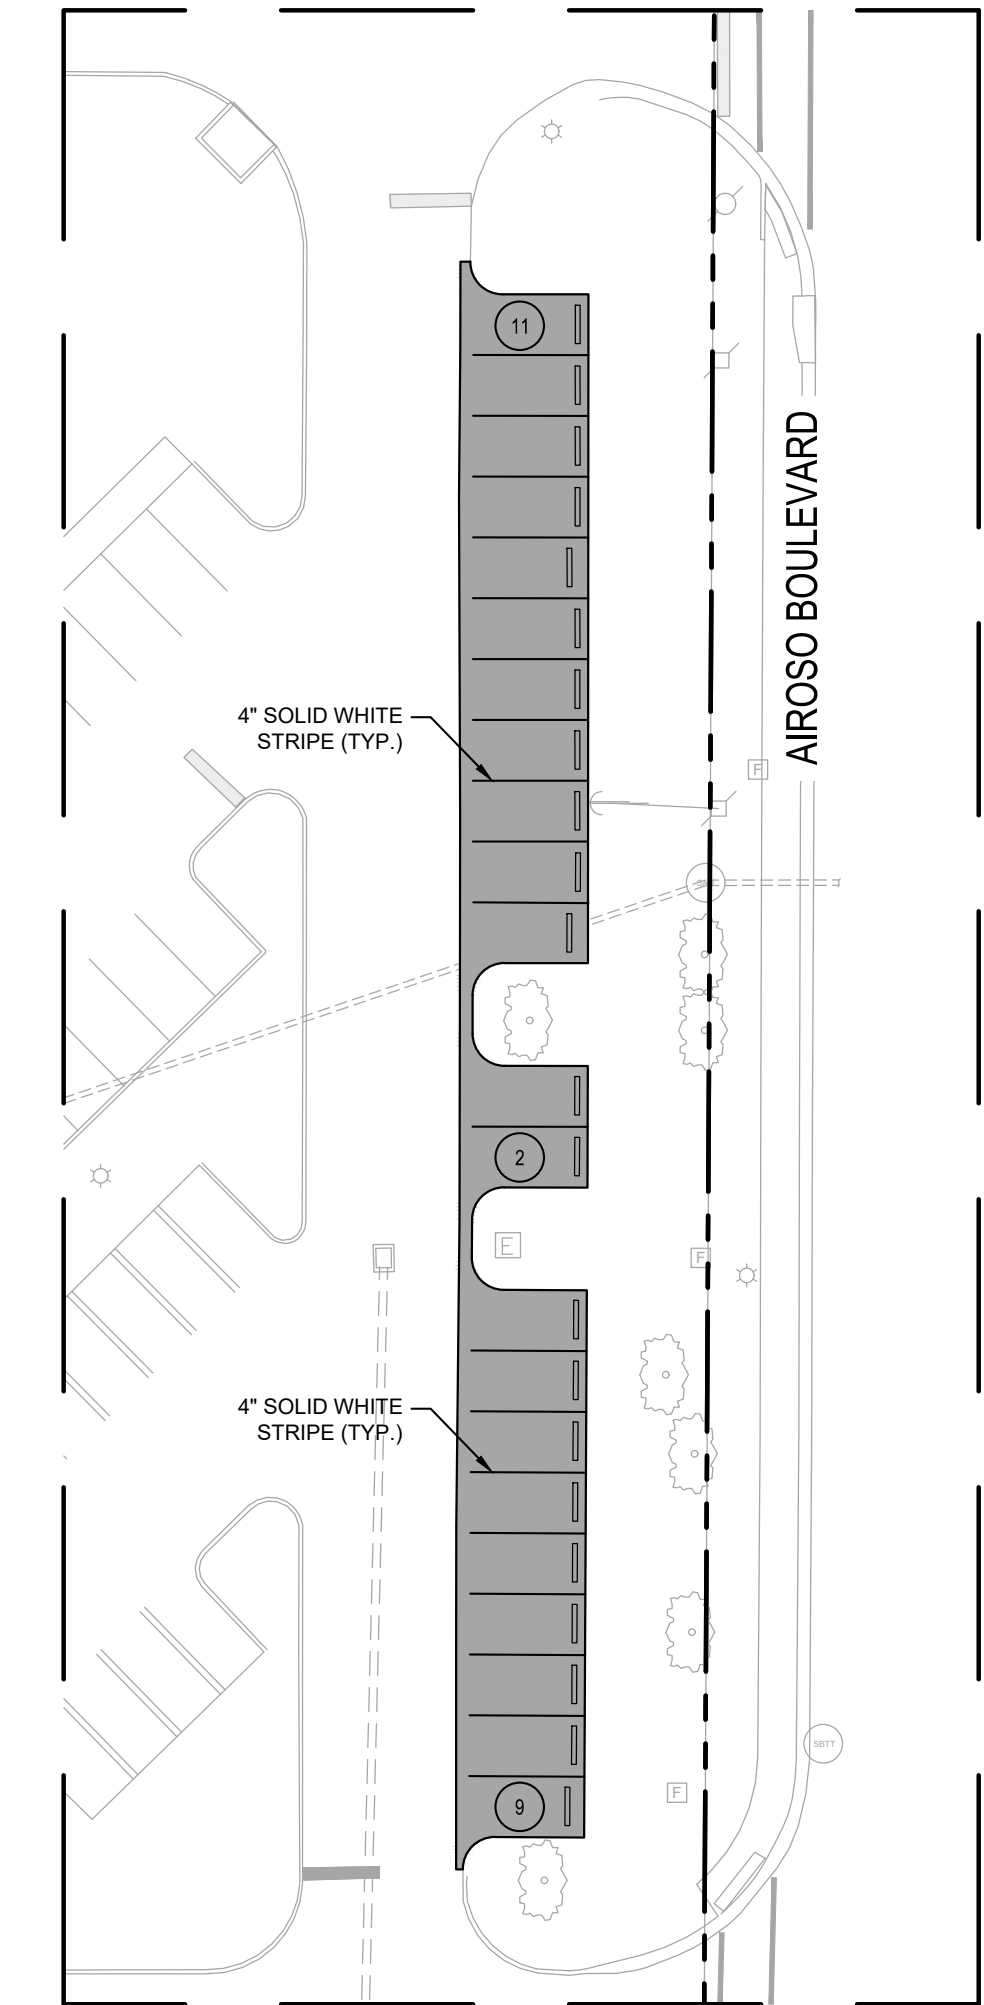 11
AIROSO BOULEVARD
4" SOLID WHITE
STRIPE (TYP.)
F
2
E
F
4" SOLID WHITE
STRIPE (TYP.)
SBTT
F
9